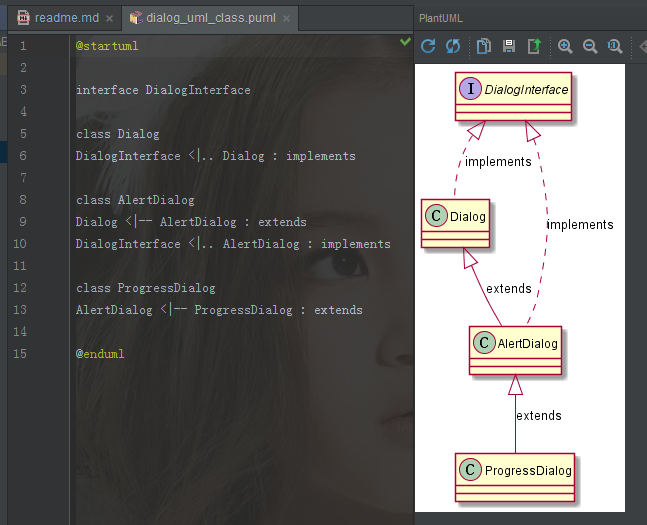 readme.md
dialog_uml_class.puml
PlantUML
1 @startuml
2
3 interface DialogInterface
4
5 class Dialog
6 DialogInterface <|.. Dialog : implements
7
8 class AlertDialog
9 Dialog <|-- AlertDialog : extends
10 DialogInterface <|.. AlertDialog : implements
11
12 class ProgressDialog
13 AlertDialog <|-- ProgressDialog : extends
14
15 @enduml
I DialogInterface
implements
C Dialog
implements
extends
C AlertDialog
extends
C ProgressDialog